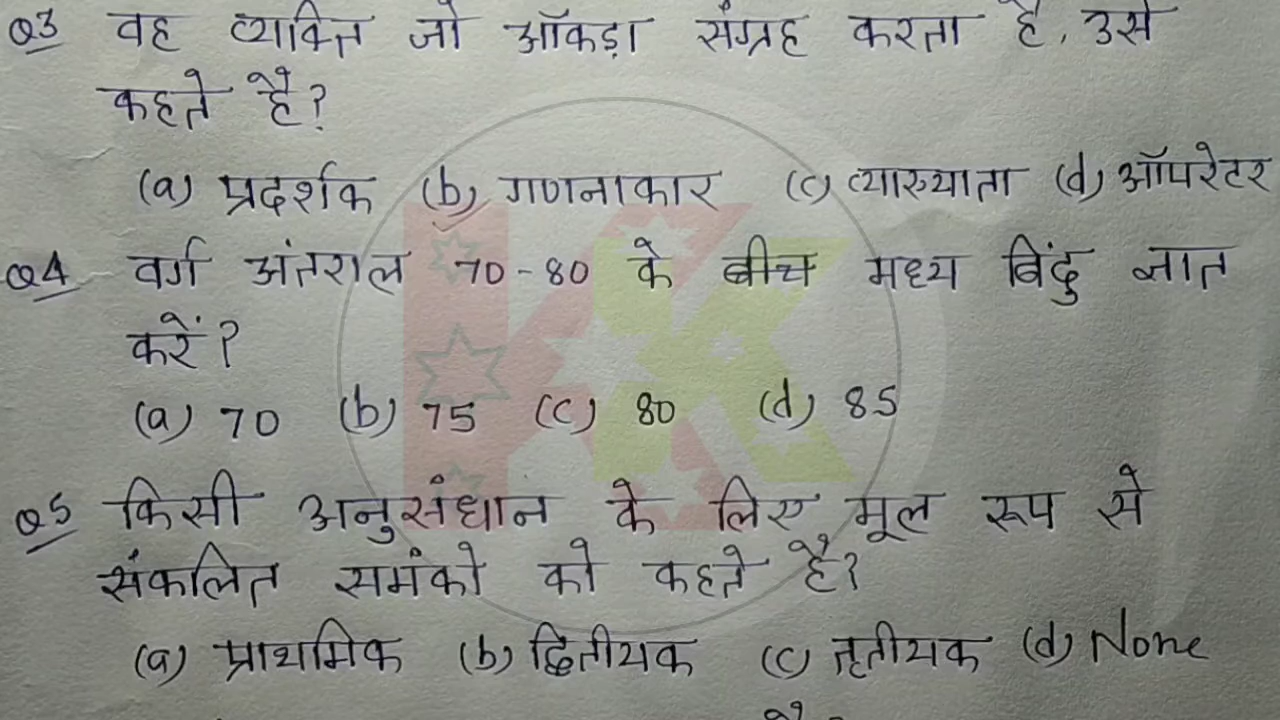 Q3 वह व्यक्ति जो आँकड़ा संग्रह करता है, उसे
कहते है?
(a) प्रदर्शक (b) गणनाकार (c) व्याख्याता (d) ऑपरेटर
Q4 वर्ग अंतराल 70-80 के बीच मध्य बिंदु ज्ञात
करें?
(a) 70 (b) 75 (c) 80 (d) 85
Q5 किसी अनुसंधान के लिए मूल रूप से
संकलित समंको को कहते है?
(a) प्राथमिक (b) द्वितीयक (c) तृतीयक (d) None